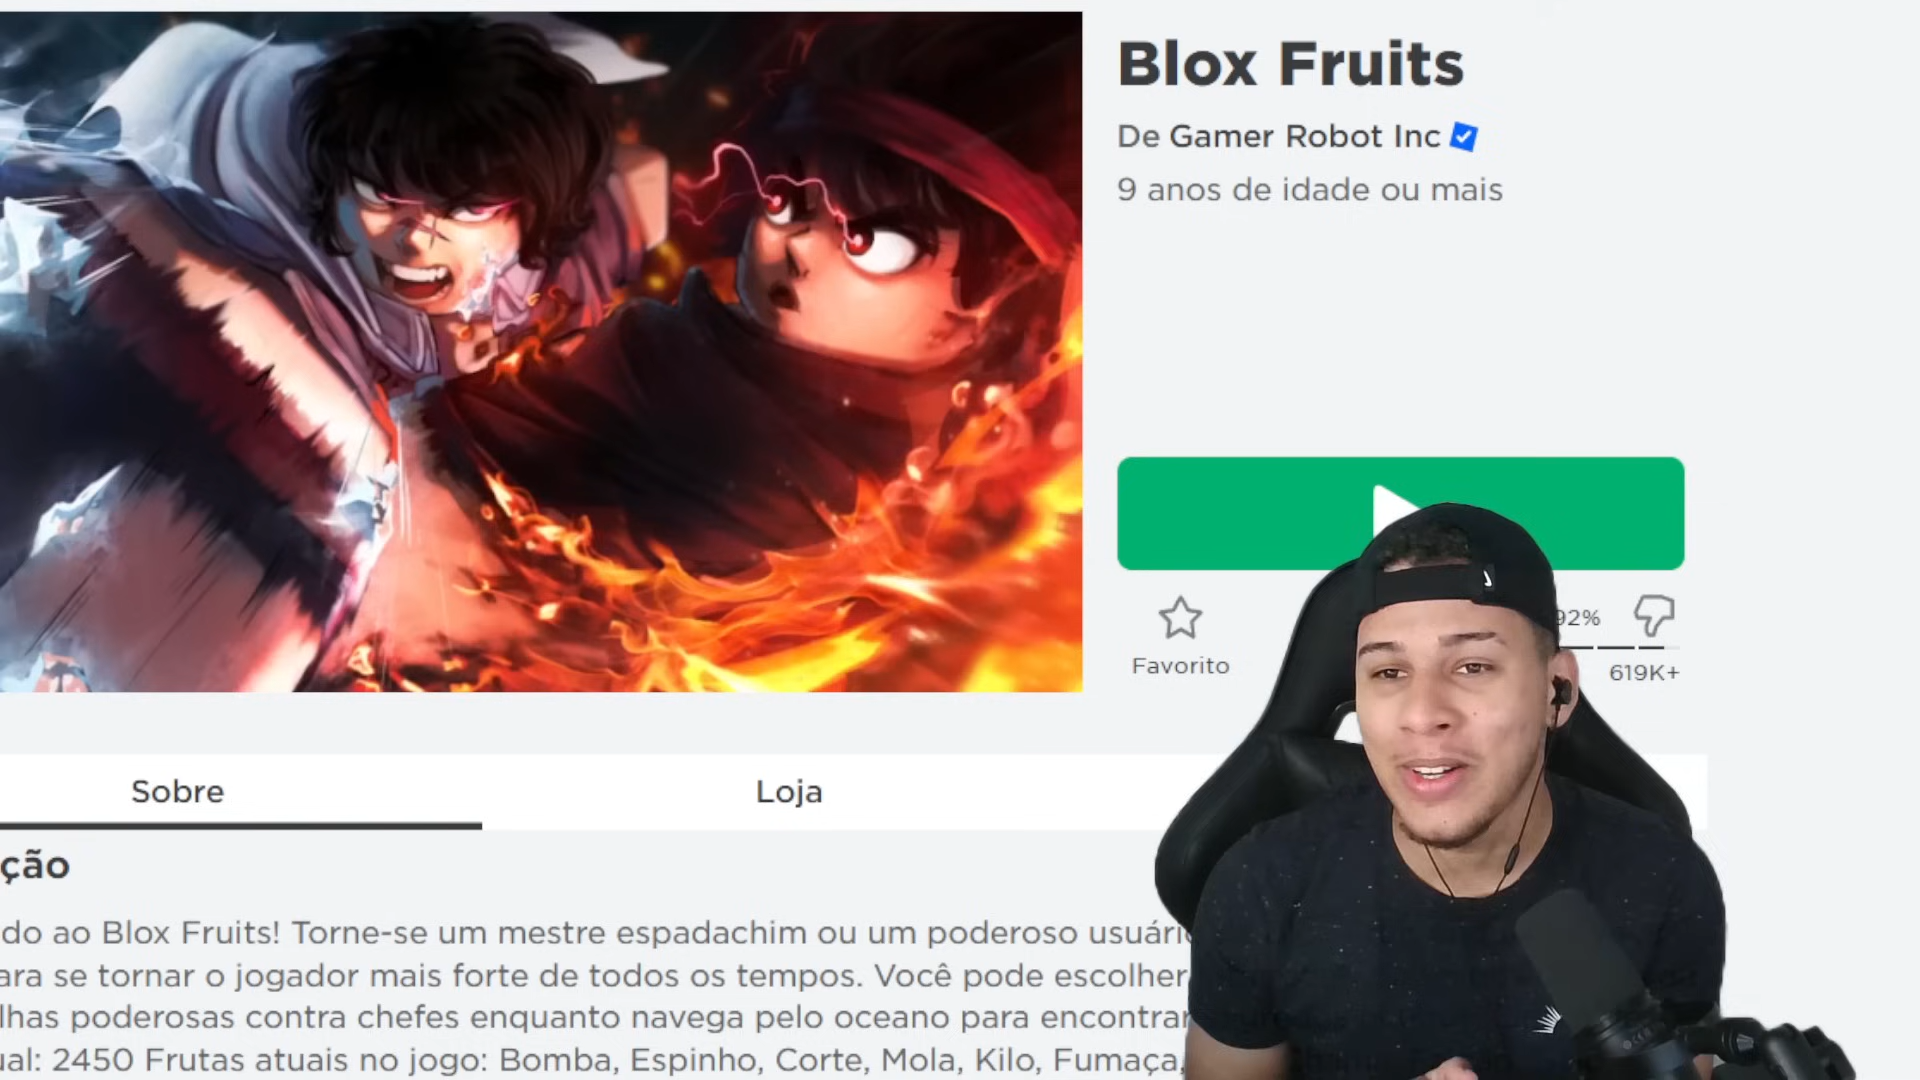 Blox Fruits
De Gamer Robot Inc
9 anos de idade ou mais
Favorito
92%
619K+
Sobre
Loja
ção
do ao Blox Fruits! Torne-se um mestre espadachim ou um poderoso usuári
ara se tornar o jogador mais forte de todos os tempos. Você pode escolher
lhas poderosas contra chefes enquanto navega pelo oceano para encontrar
ual: 2450 Frutas atuais no jogo: Bomba, Espinho, Corte, Mola, Kilo, Fumaça,